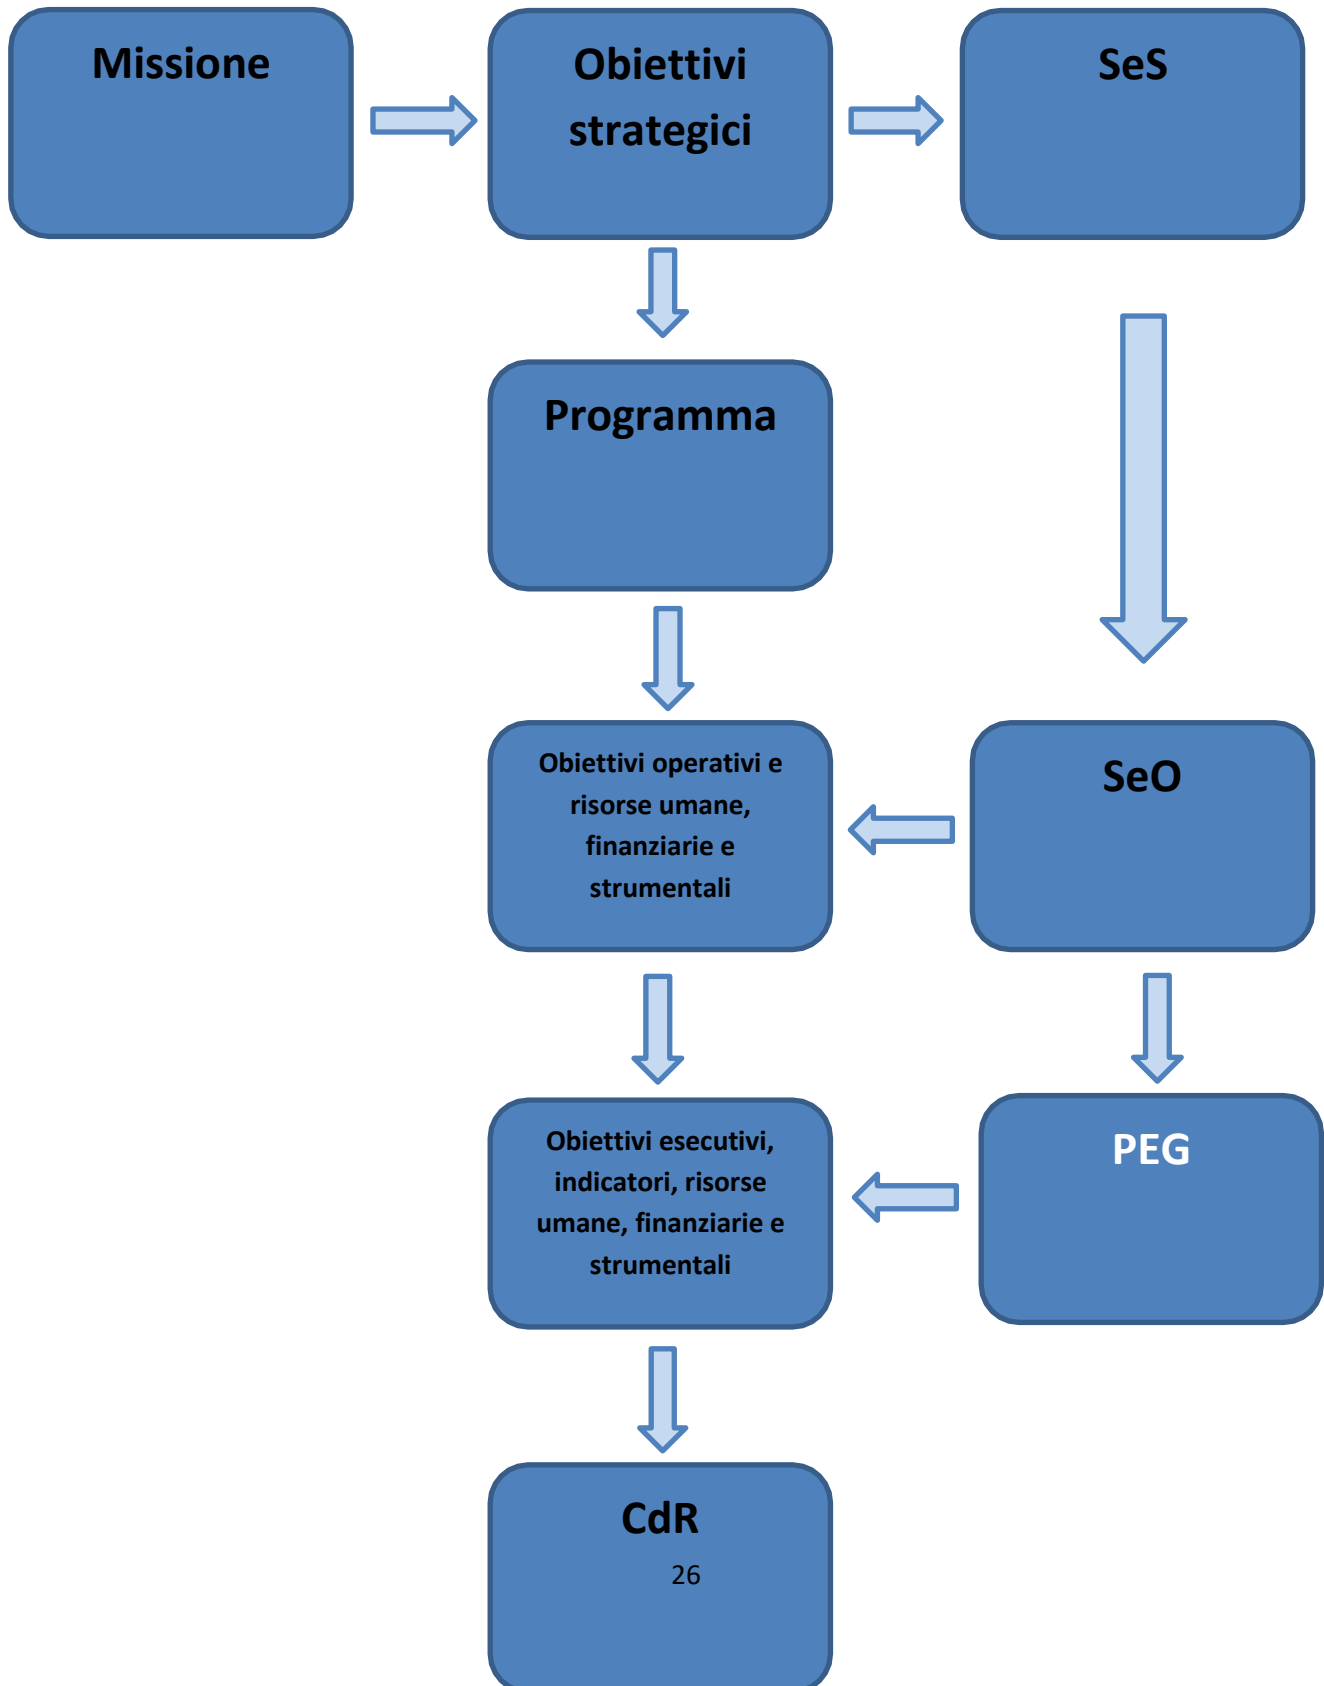 Missione
Obiettivi
strategici
SeS
Programma
Obiettivi operativi e
risorse umane,
finanziarie e
strumentali
SeO
Obiettivi esecutivi,
indicatori, risorse
umane, finanziarie e
strumentali
PEG
CdR
26